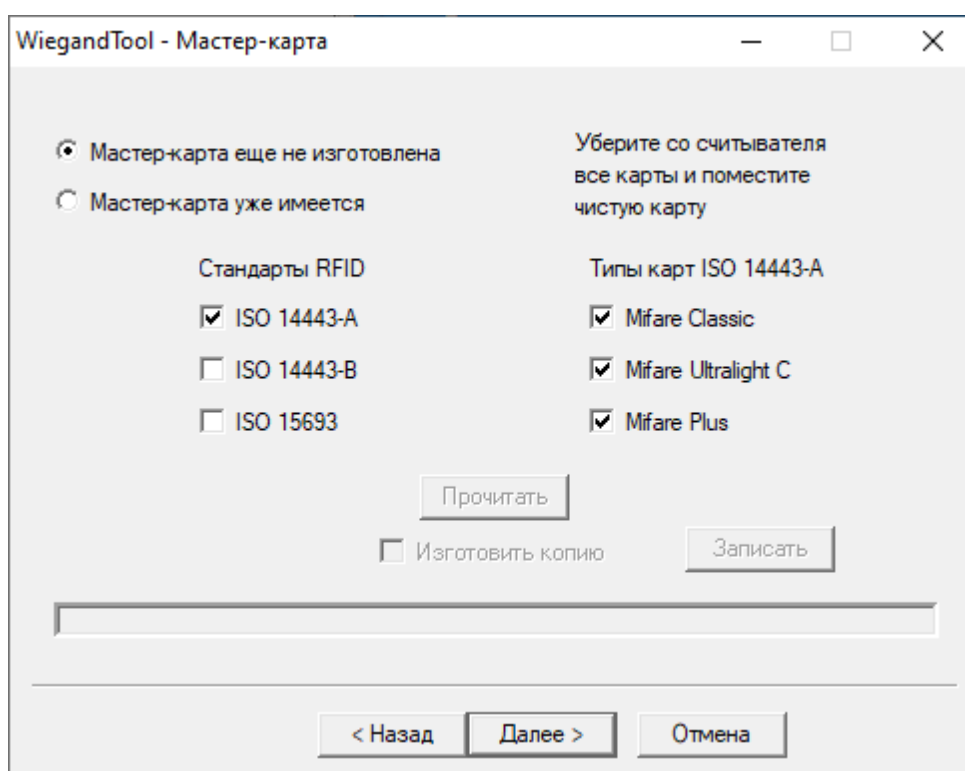 WiegandTool - Мастер-карта
Мастер-карта еще не изготовлена
Мастер-карта уже имеется
Уберите со считывателя
все карты и поместите
чистую карту
Стандарты RFID
ISO 14443-A
ISO 14443-B
ISO 15693
Типы карт ISO 14443-A
Mifare Classic
Mifare Ultralight C
Mifare Plus
Прочитать
Изготовить копию
Записать
< Назад
Далее >
Отмена